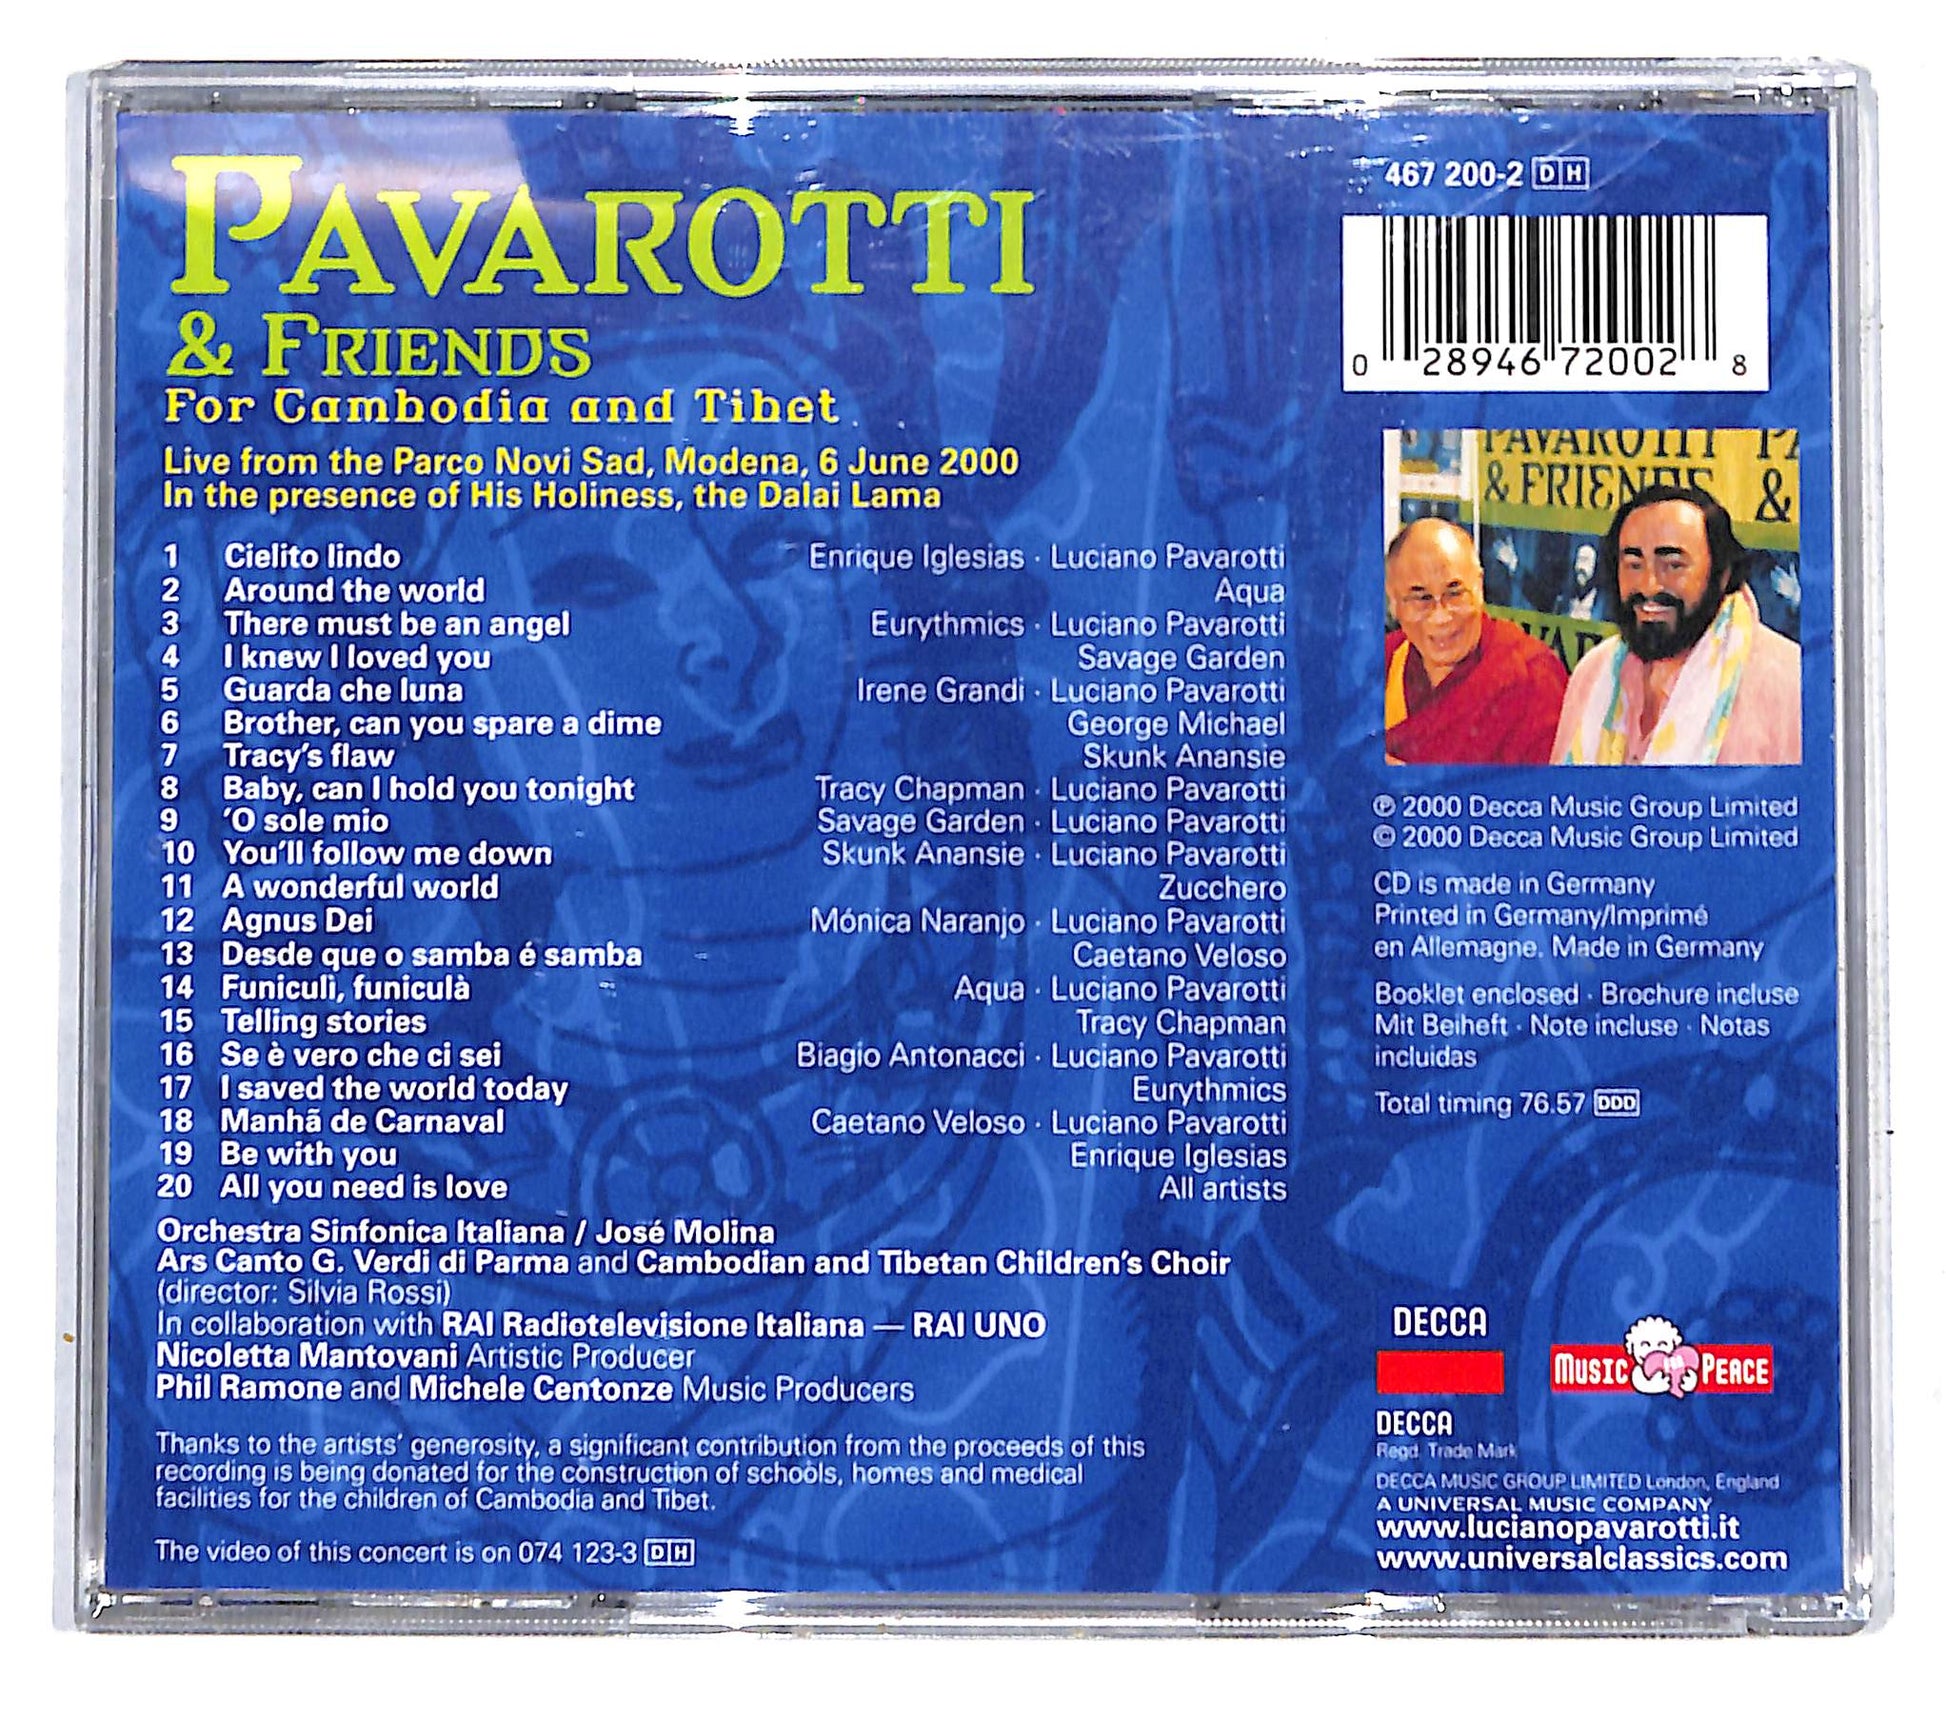 PAVAROTTI
& FRIENDS
For Cambodia and Tibet
Live from the Parco Novi Sad, Modena, 6 June 2000
In the presence of His Holiness, the Dalai Lama
1 Cielito lindo Enrique Iglesias · Luciano Pavarotti
2 Around the world Aqua
3 There must be an angel Eurythmics · Luciano Pavarotti
4 I knew I loved you Savage Garden
5 Guarda che luna Irene Grandi · Luciano Pavarotti
6 Brother, can you spare a dime George Michael
7 Tracy's flaw Skunk Anansie
8 Baby, can I hold you tonight Tracy Chapman · Luciano Pavarotti
9 'O sole mio Savage Garden · Luciano Pavarotti
10 You'll follow me down Skunk Anansie · Luciano Pavarotti
11 A wonderful world Zucchero
12 Agnus Dei Mónica Naranjo · Luciano Pavarotti
13 Desde que o samba é samba Caetano Veloso
14 Funiculì, funiculà Aqua · Luciano Pavarotti
15 Telling stories Tracy Chapman
16 Se è vero che ci sei Biagio Antonacci · Luciano Pavarotti
17 I saved the world today Eurythmics
18 Manhã de Carnaval Caetano Veloso · Luciano Pavarotti
19 Be with you Enrique Iglesias
20 All you need is love All artists
Orchestra Sinfonica Italiana / José Molina
Ars Canto G. Verdi di Parma and Cambodian and Tibetan Children's Choir
(director: Silvia Rossi)
In collaboration with RAI Radiotelevisione Italiana — RAI UNO
Nicoletta Mantovani Artistic Producer
Phil Ramone and Michele Centonze Music Producers
Thanks to the artists' generosity, a significant contribution from the proceeds of this
recording is being donated for the construction of schools, homes and medical
facilities for the children of Cambodia and Tibet.
The video of this concert is on 074 123-3 DH
467 200-2 DH
0 28946 72002 8
PAVAROTTI
& FRIENDS
&
℗ 2000 Decca Music Group Limited
© 2000 Decca Music Group Limited
CD is made in Germany
Printed in Germany/Imprimé
en Allemagne. Made in Germany
Booklet enclosed · Brochure incluse
Mit Beiheft · Note incluse · Notas
incluidas
Total timing 76.57 DDD
DECCA
MUSIC PEACE
DECCA
Regd. Trade Mark
DECCA MUSIC GROUP LIMITED London, England
A UNIVERSAL MUSIC COMPANY
www.lucianopavarotti.it
www.universalclassics.com